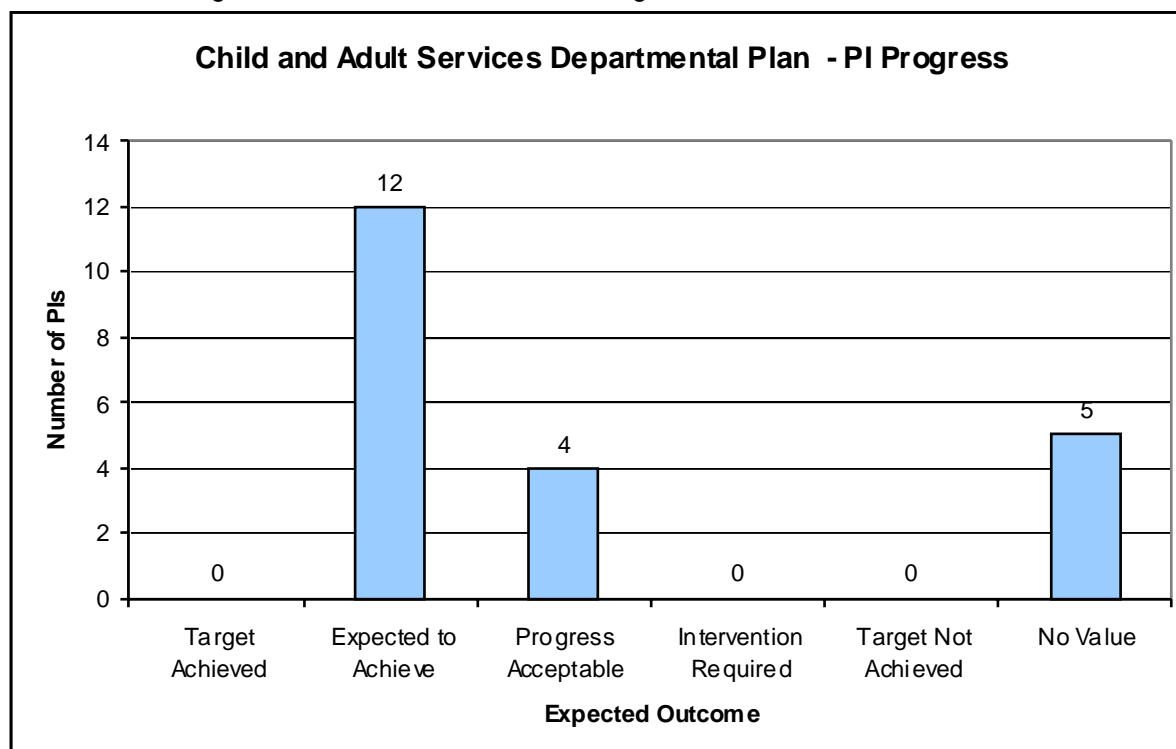 Child and Adult Services Departmental Plan - PI Progress
14
12
10
8
6
4
2
0
Number of PIs
0
12
4
0
0
5
Target Achieved
Expected to Achieve
Progress Acceptable
Intervention Required
Target Not Achieved
No Value
Expected Outcome